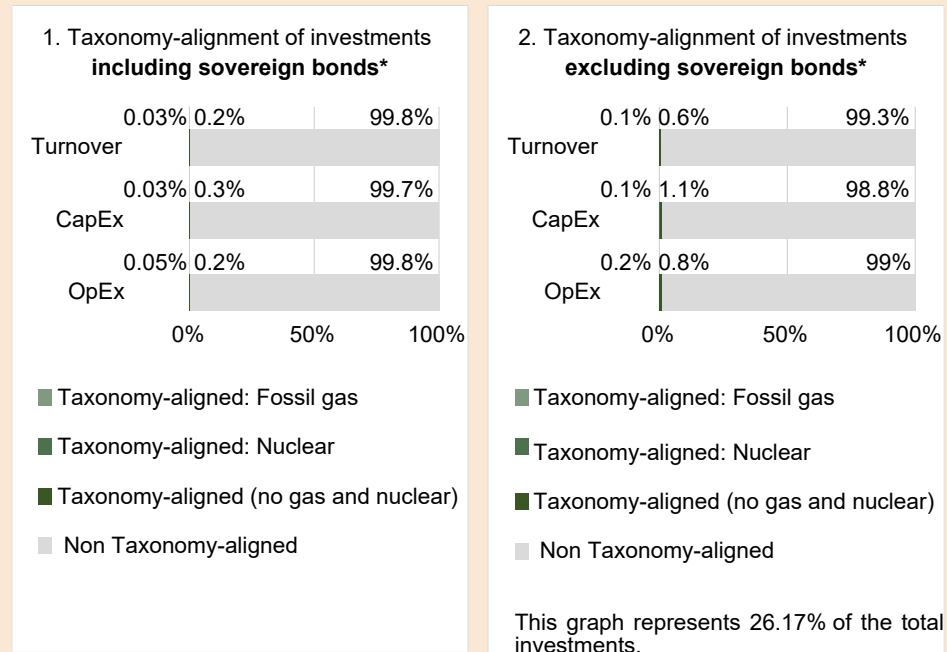 1. Taxonomy-alignment of investments
including sovereign bonds*
0.03% 0.2% 99.8%
Turnover
0.03% 0.3% 99.7%
CapEx
0.05% 0.2% 99.8%
OpEx
0% 50% 100%
Taxonomy-aligned: Fossil gas
Taxonomy-aligned: Nuclear
Taxonomy-aligned (no gas and nuclear)
Non Taxonomy-aligned
2. Taxonomy-alignment of investments
excluding sovereign bonds*
0.1% 0.6% 99.3%
Turnover
0.1% 1.1% 98.8%
CapEx
0.2% 0.8% 99%
OpEx
0% 50% 100%
Taxonomy-aligned: Fossil gas
Taxonomy-aligned: Nuclear
Taxonomy-aligned (no gas and nuclear)
Non Taxonomy-aligned
This graph represents 26.17% of the total
investments.